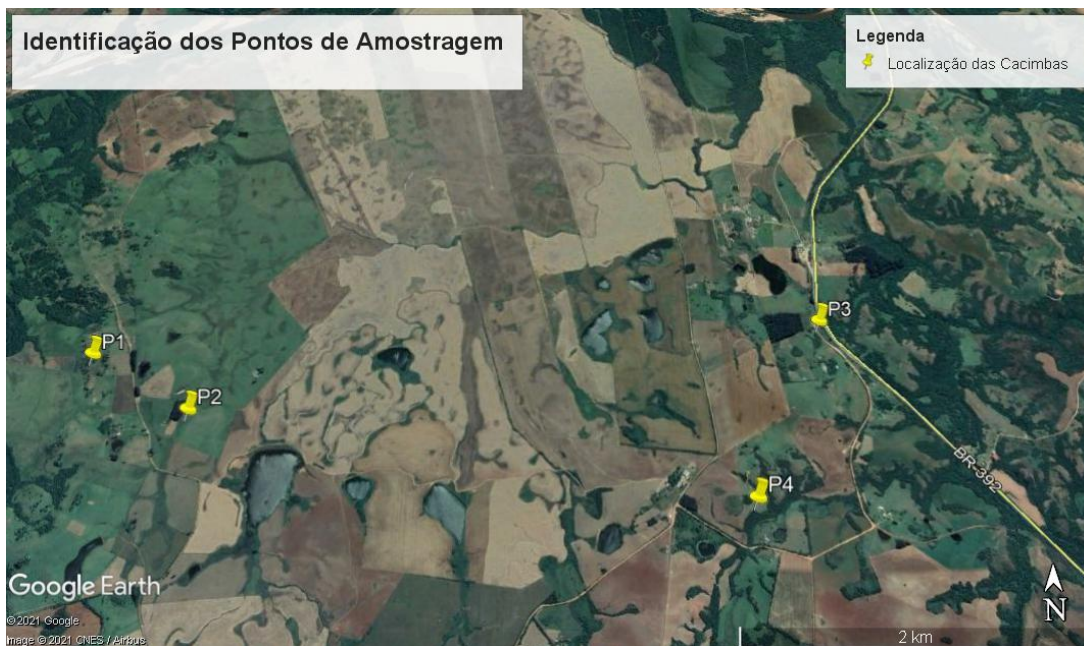 Identificação dos Pontos de Amostragem
Legenda
Localização das Cacimbas
P1
P2
P3
P4
BR-392
Google Earth
© 2021 Google
Image © 2021 CNES / Airbus
N
2 km